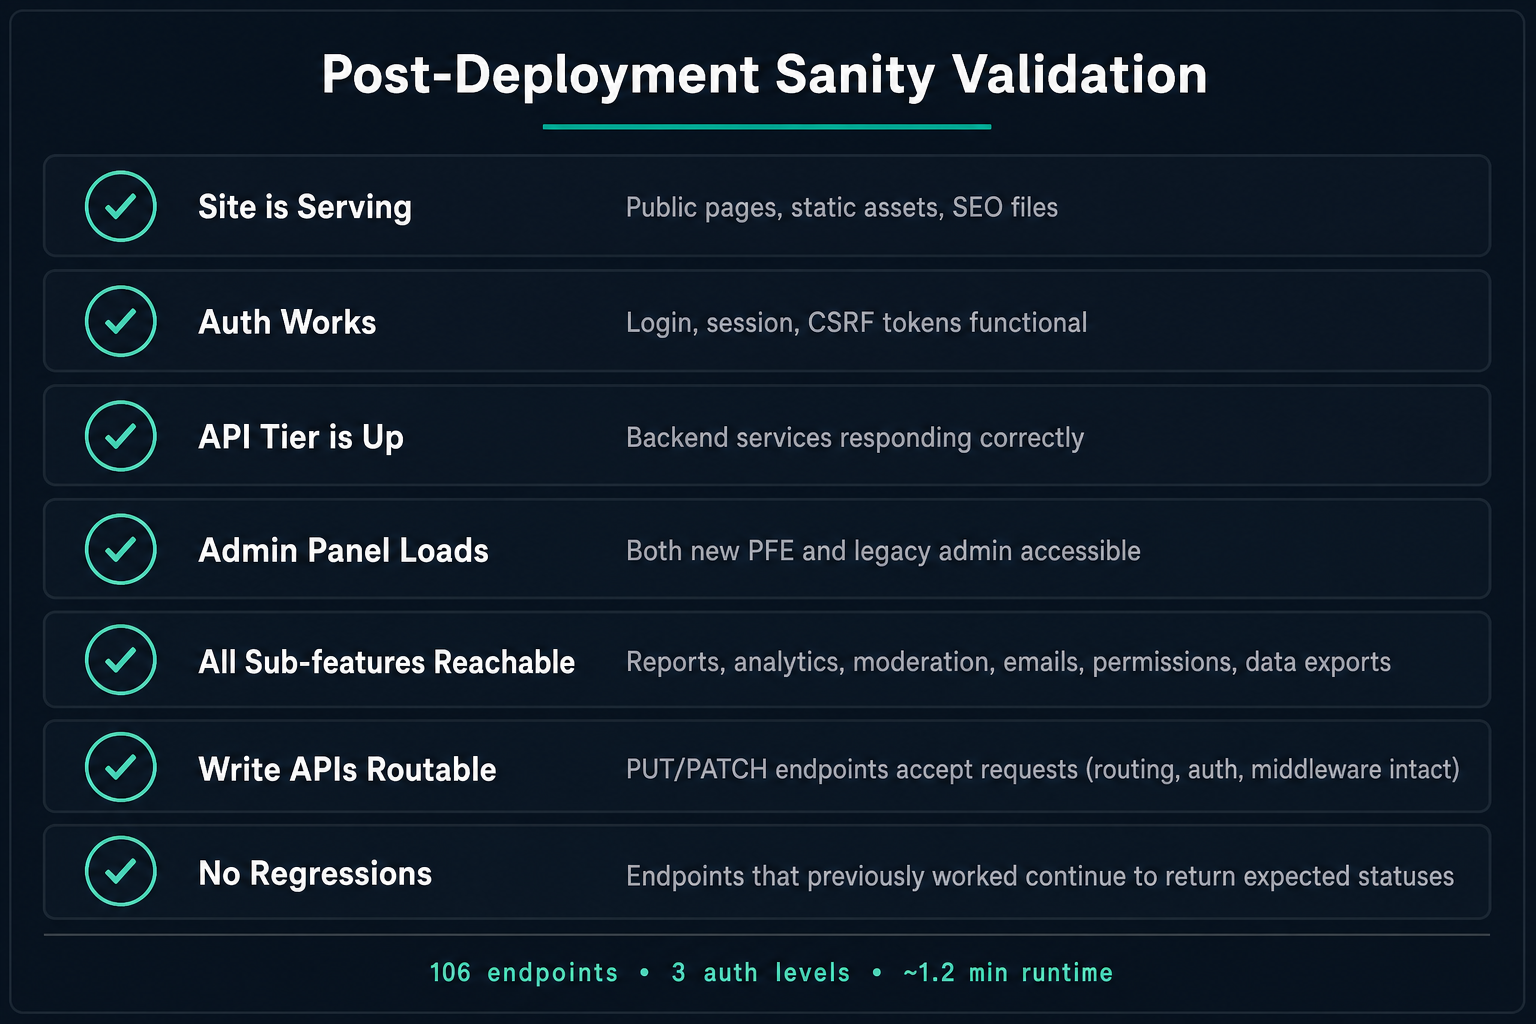 Post-Deployment Sanity Validation
Site is Serving
Public pages, static assets, SEO files
Auth Works
Login, session, CSRF tokens functional
API Tier is Up
Backend services responding correctly
Admin Panel Loads
Both new PFE and legacy admin accessible
All Sub-features Reachable
Reports, analytics, moderation, emails, permissions, data exports
Write APIs Routable
PUT/PATCH endpoints accept requests (routing, auth, middleware intact)
No Regressions
Endpoints that previously worked continue to return expected statuses
106 endpoints • 3 auth levels • ~1.2 min runtime